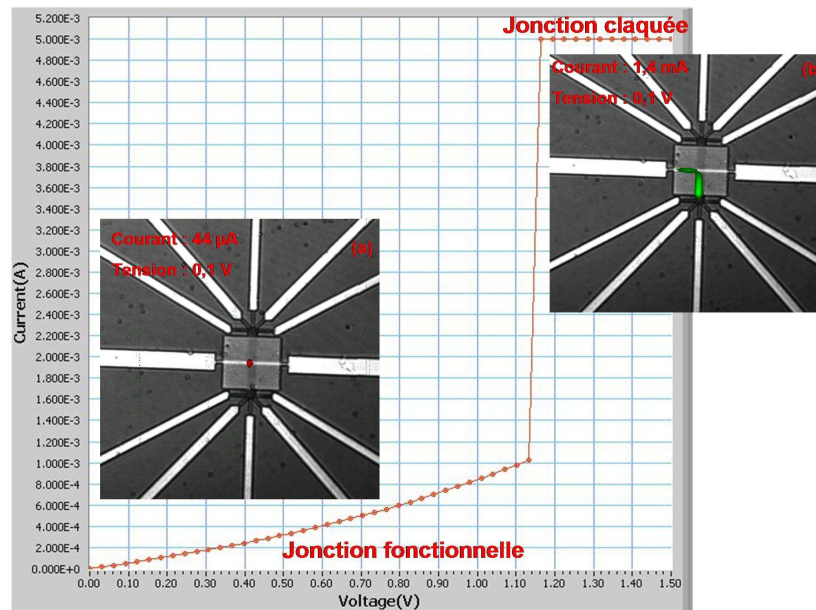 Jonction claquée
Courant : 1,4 mA
(b
Tension : 0,1 V
Courant : 44 µA
(a)
Tension : 0,1 V
Jonction fonctionnelle
Current(A)
5.200E-3
5.000E-3
4.800E-3
4.600E-3
4.400E-3
4.200E-3
4.000E-3
3.800E-3
3.600E-3
3.400E-3
3.200E-3
3.000E-3
2.800E-3
2.600E-3
2.400E-3
2.200E-3
2.000E-3
1.800E-3
1.600E-3
1.400E-3
1.200E-3
1.000E-3
8.000E-4
6.000E-4
4.000E-4
2.000E-4
0.000E+0
0.00 0.10 0.20 0.30 0.40 0.50 0.60 0.70 0.80 0.90 1.00 1.10 1.20 1.30 1.40 1.50
Voltage(V)